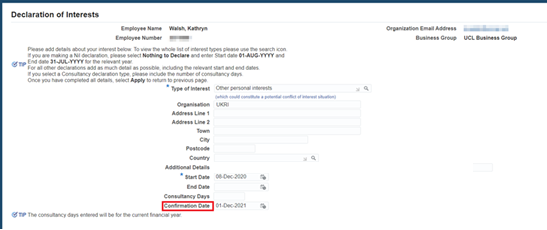 Declaration of Interests
Employee Name Walsh, Kathryn Organization Email Address
Employee Number Business Group UCL Business Group
Please add details about your interest below. To view the whole list of interest types please use the search icon.
If you are making a Nil declaration, please select Nothing to Declare and enter Start date 01-AUG-YYYY and
TIP End date 31-JUL-YYYY for the relevant year.
For all other declarations add as much detail as possible, including the relevant start and end dates.
If you select a Consultancy declaration type, please include the number of consultancy days.
Once you have completed all details, select Apply to return to previous page.
* Type of Interest Other personal interests
(which could constitute a potential conflict of interest situation)
Organisation UKRI
Address Line 1
Address Line 2
Town
City
Postcode
Country
Additional Details
* Start Date 08-Dec-2020
End Date
Consultancy Days
Confirmation Date 01-Dec-2021
TIP The consultancy days entered will be for the current financial year.